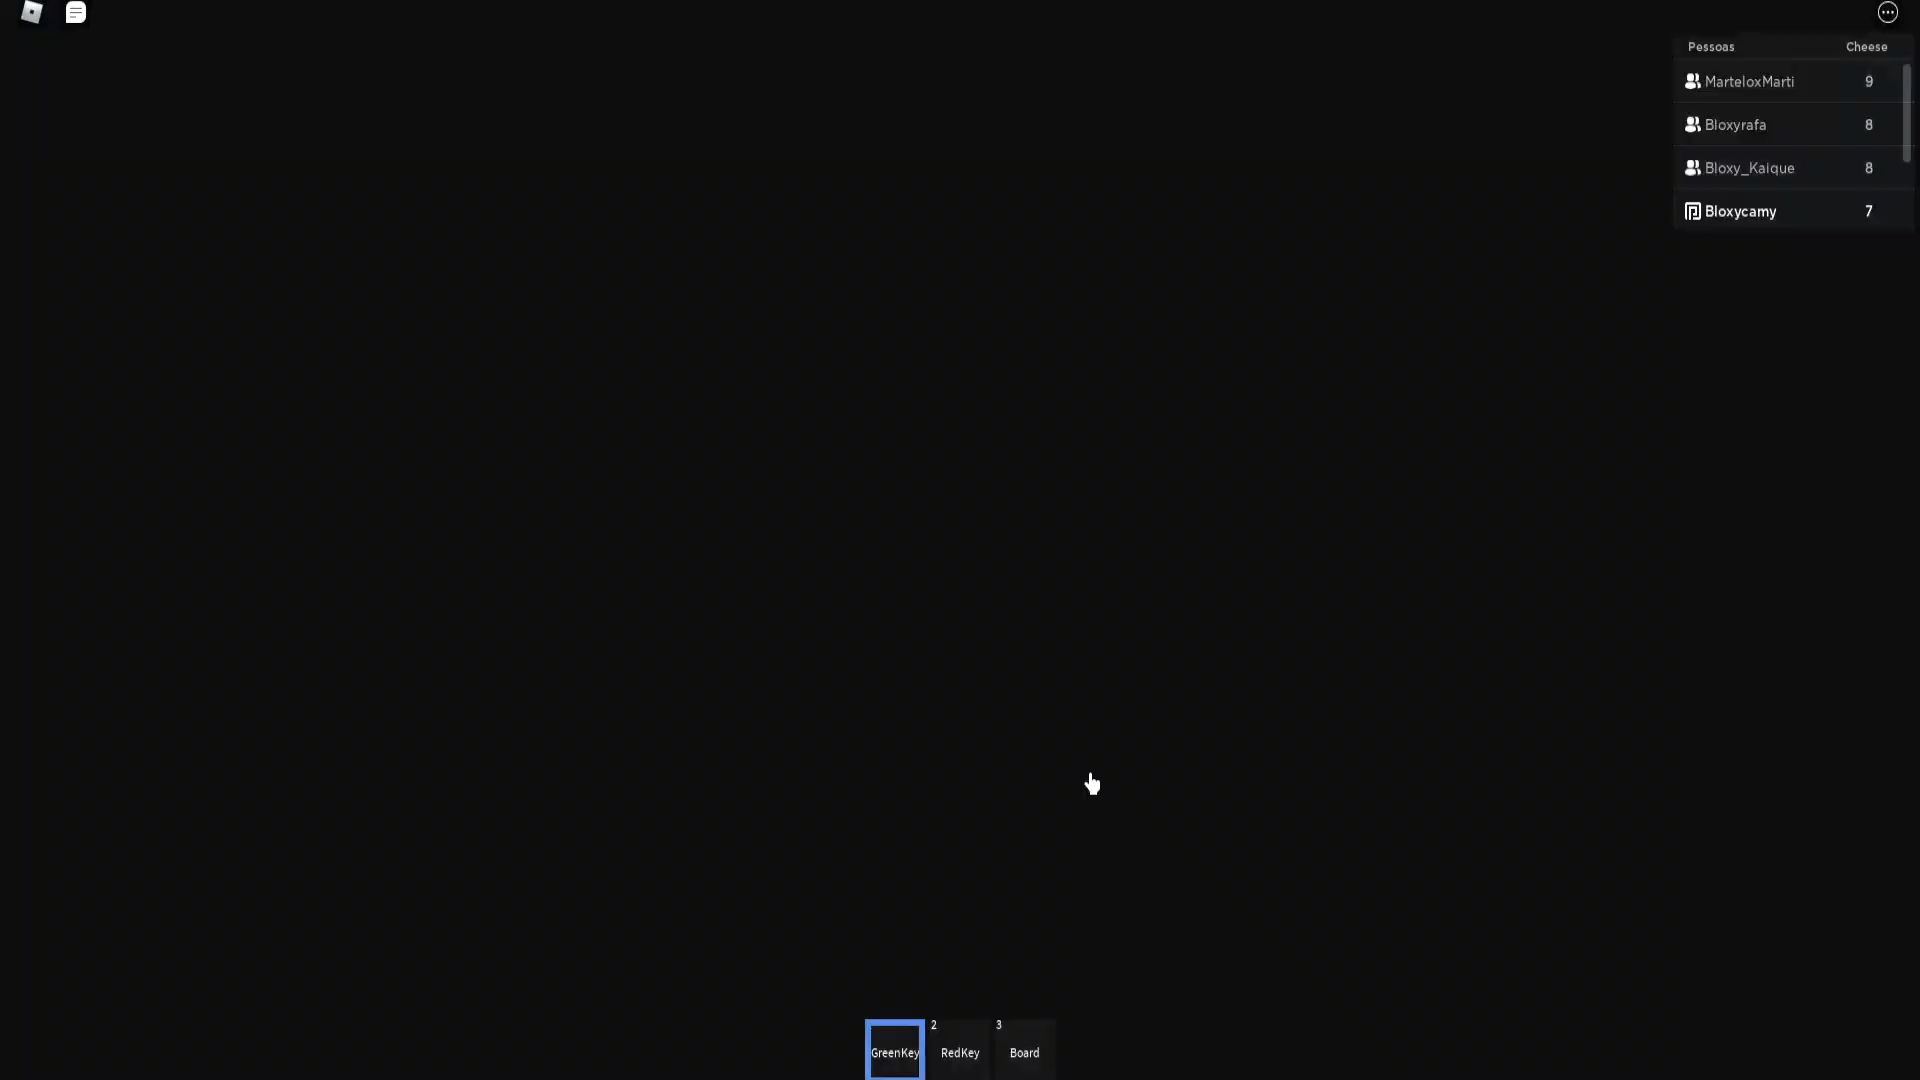 Pessoas Cheese
MarteloxMarti 9
Bloxyrafa 8
Bloxy_Kaique 8
Bloxycamy 7
2 3
GreenKey RedKey Board